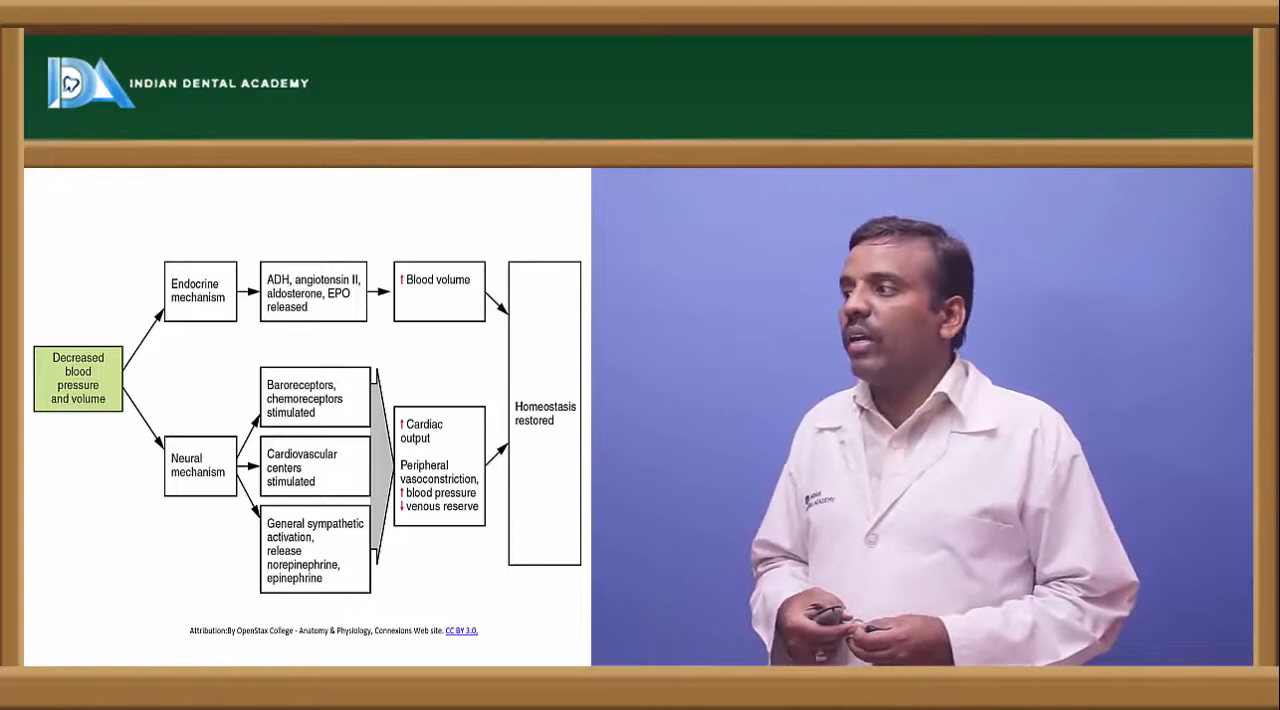 INDIAN DENTAL ACADEMY
Decreased
blood
pressure
and volume
Endocrine
mechanism
ADH, angiotensin II,
aldosterone, EPO
released
↑ Blood volume
Neural
mechanism
Baroreceptors,
chemoreceptors
stimulated
Cardiovascular
centers
stimulated
General sympathetic
activation,
release
norepinephrine,
epinephrine
↑ Cardiac
output
Peripheral
vasoconstriction,
↑ blood pressure
↓ venous reserve
Homeostasis
restored
Attribution:By OpenStax College - Anatomy & Physiology, Connexions Web site. CC BY 3.0,
ACADEMY